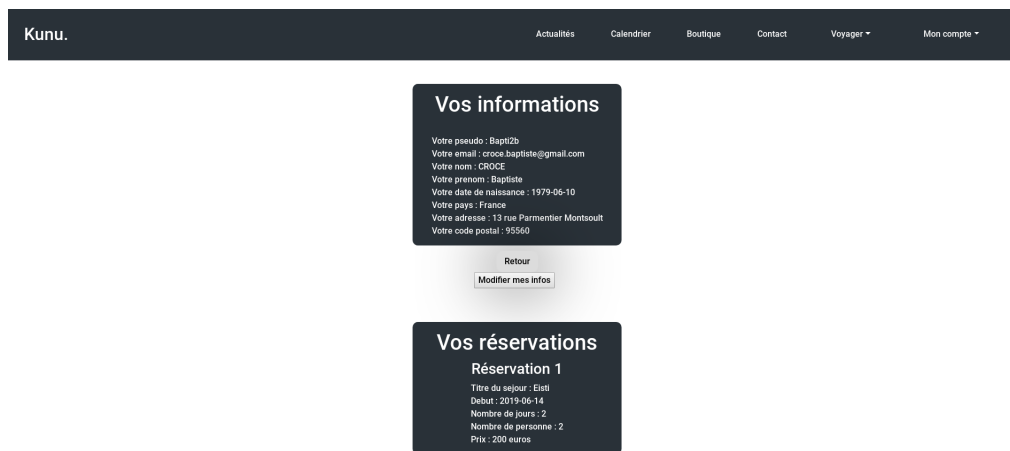 Kunu.
Actualités Calendrier Boutique Contact Voyager Mon compte
Vos informations
Votre pseudo : Bapti2b
Votre email : croce.baptiste@gmail.com
Votre nom : CROCE
Votre prenom : Baptiste
Votre date de naissance : 1979-06-10
Votre pays : France
Votre adresse : 13 rue Parmentier Montsoult
Votre code postal : 95560
Retour
Modifier mes infos
Vos réservations
Réservation 1
Titre du sejour : Eisti
Debut : 2019-06-14
Nombre de jours : 2
Nombre de personne : 2
Prix : 200 euros